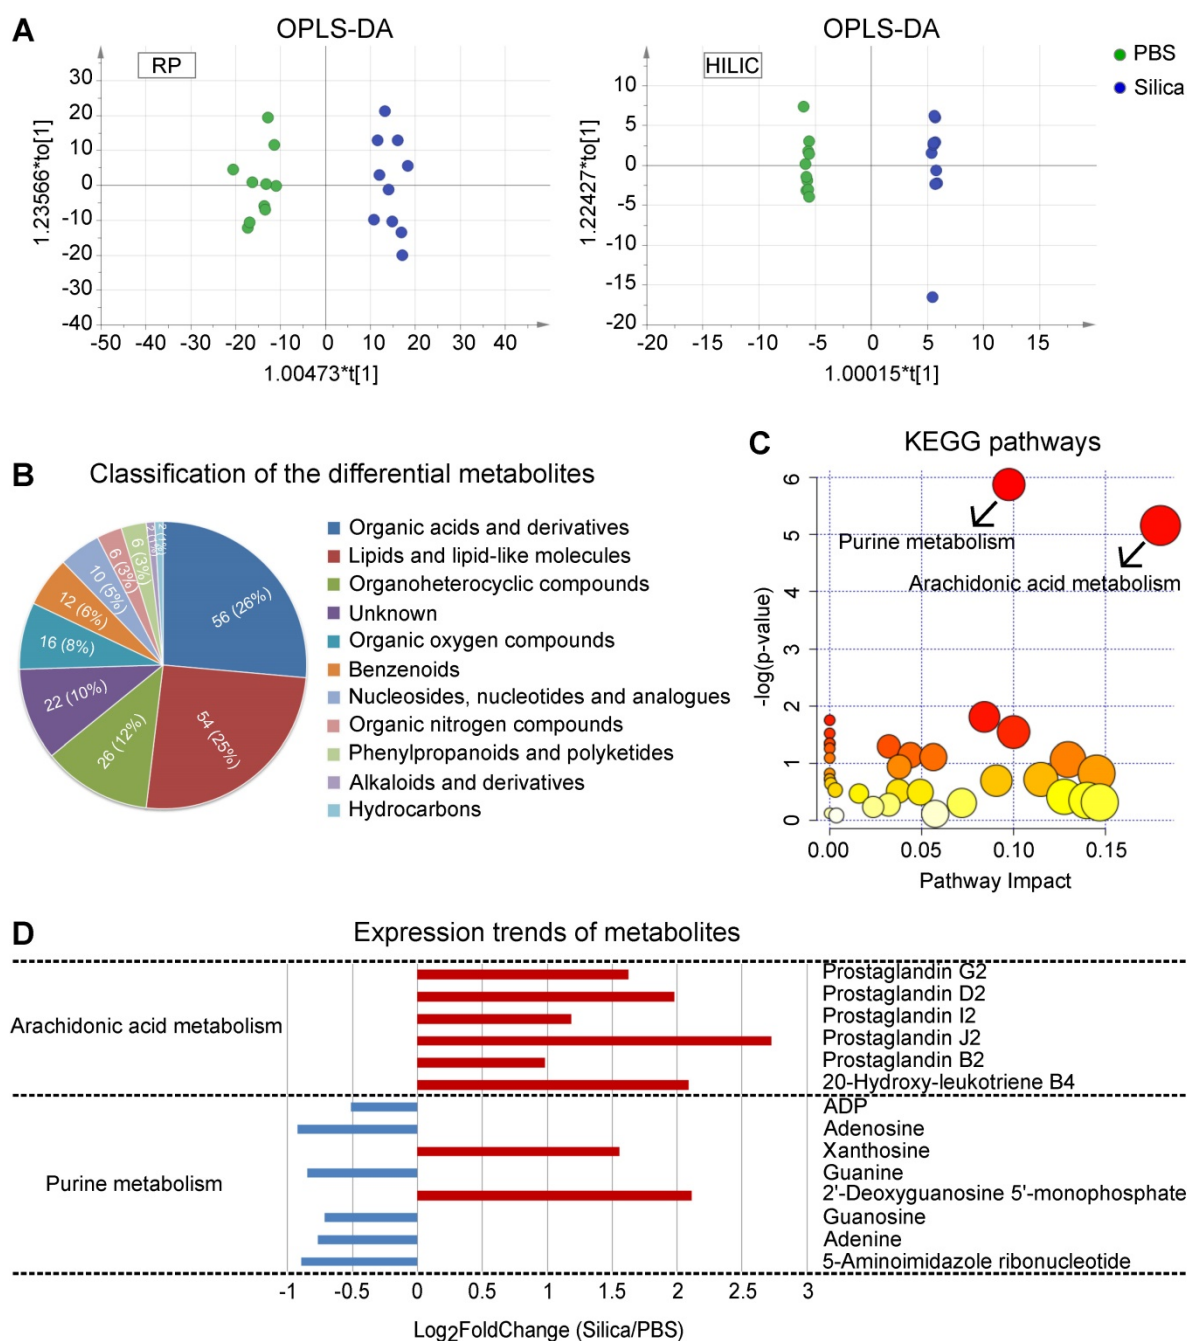 A
OPLS-DA
RP
30
20
10
0
-10
-20
-30
-40
1.23566*to[1]
-50 -40 -30 -20 -10 0 10 20 30 40
1.00473*t[1]
OPLS-DA
HILIC
10
5
0
-5
-10
-15
-20
1.22427*to[1]
-20 -15 -10 -5 0 5 10 15
1.00015*t[1]
PBS
Silica
B
Classification of the differential metabolites
56 (26%)
54 (25%)
26 (12%)
22 (10%)
16 (8%)
12 (6%)
10 (5%)
6 (3%)
6 (3%)
2 (1%)
2 (1%)
Organic acids and derivatives
Lipids and lipid-like molecules
Organoheterocyclic compounds
Unknown
Organic oxygen compounds
Benzenoids
Nucleosides, nucleotides and analogues
Organic nitrogen compounds
Phenylpropanoids and polyketides
Alkaloids and derivatives
Hydrocarbons
C
KEGG pathways
6
5
4
3
2
1
0
-log(p-value)
Purine metabolism
Arachidonic acid metabolism
0.00 0.05 0.10 0.15
Pathway Impact
D
Expression trends of metabolites
Arachidonic acid metabolism
Prostaglandin G2
Prostaglandin D2
Prostaglandin I2
Prostaglandin J2
Prostaglandin B2
20-Hydroxy-leukotriene B4
Purine metabolism
ADP
Adenosine
Xanthosine
Guanine
2'-Deoxyguanosine 5'-monophosphate
Guanosine
Adenine
5-Aminoimidazole ribonucleotide
-1 -0.5 0 0.5 1 1.5 2 2.5 3
Log2FoldChange (Silica/PBS)